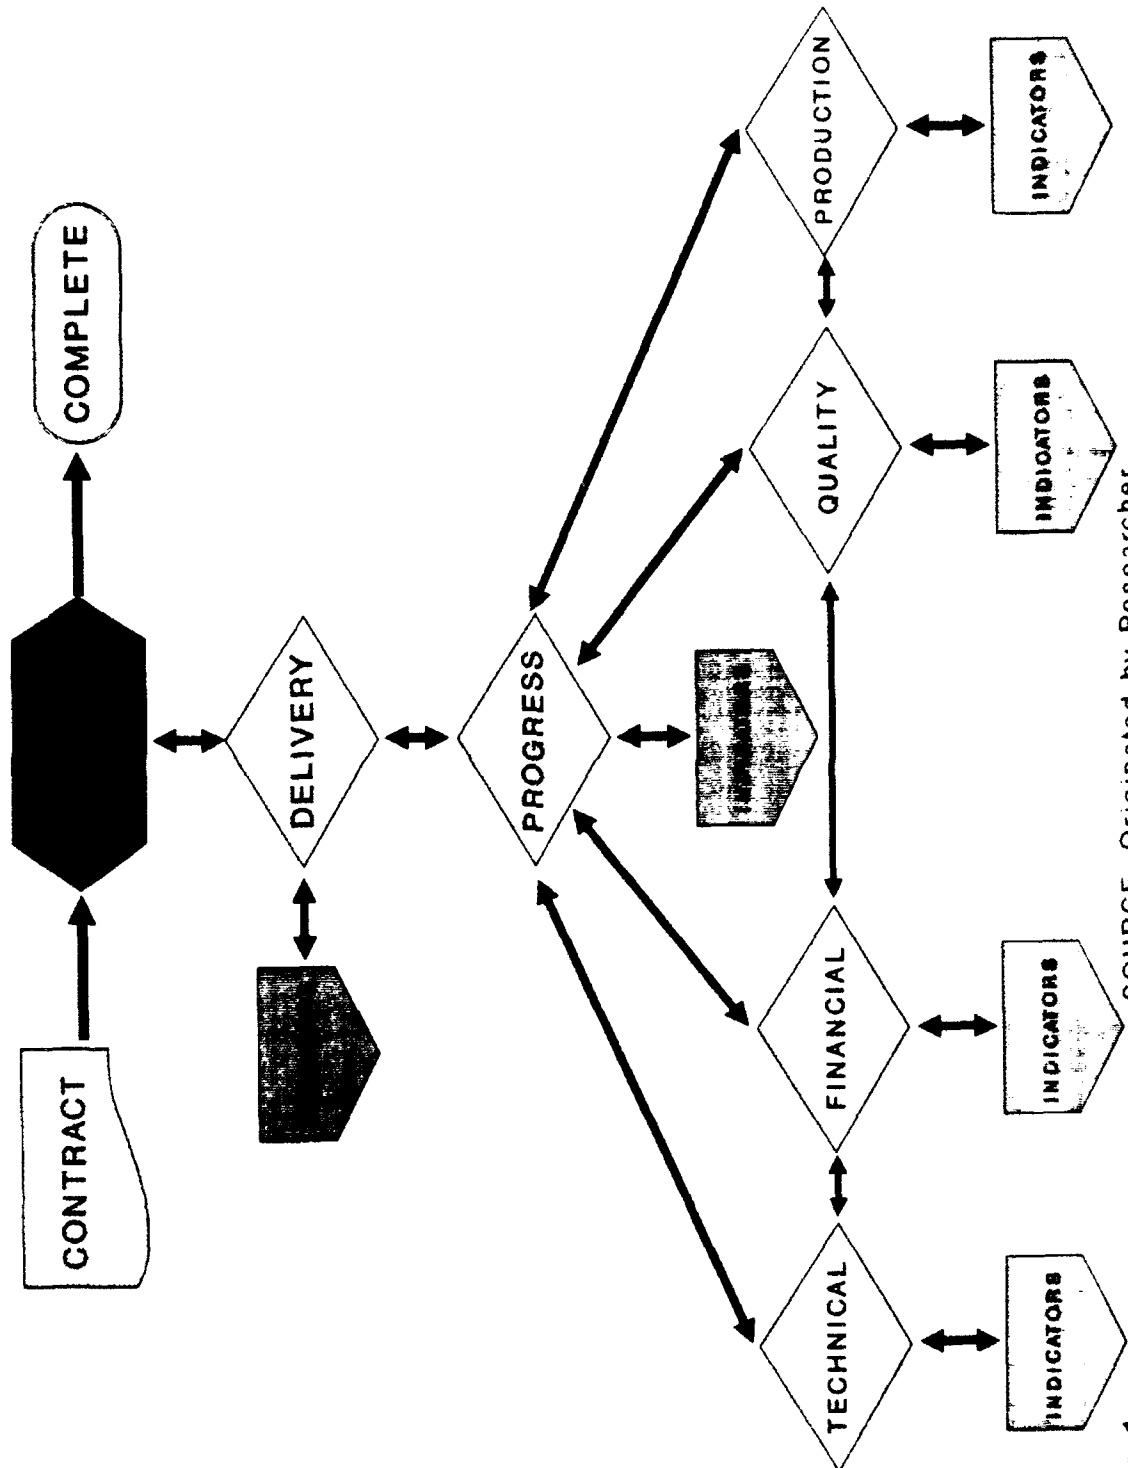 CONTRACT
COMPLETE
DELIVERY
PROGRESS
TECHNICAL
FINANCIAL
QUALITY
PRODUCTION
INDICATORS
INDICATORS
INDICATORS
INDICATORS
SOURCE Originated by Researcher